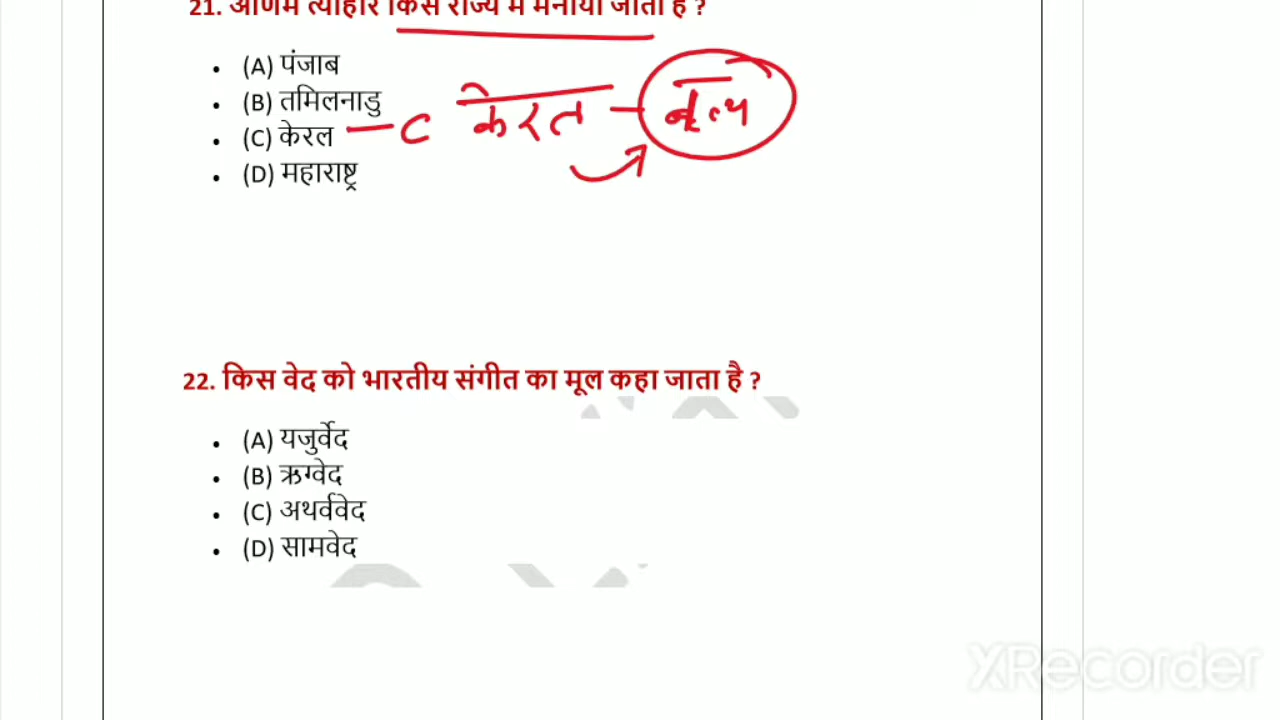 21. ओणम त्योहार किस राज्य में मनाया जाता है ?
(A) पंजाब
(B) तमिलनाडु
(C) केरल — C केरल — नृत्य
(D) महाराष्ट्र
22. किस वेद को भारतीय संगीत का मूल कहा जाता है ?
(A) यजुर्वेद
(B) ऋग्वेद
(C) अथर्ववेद
(D) सामवेद
XRecorder